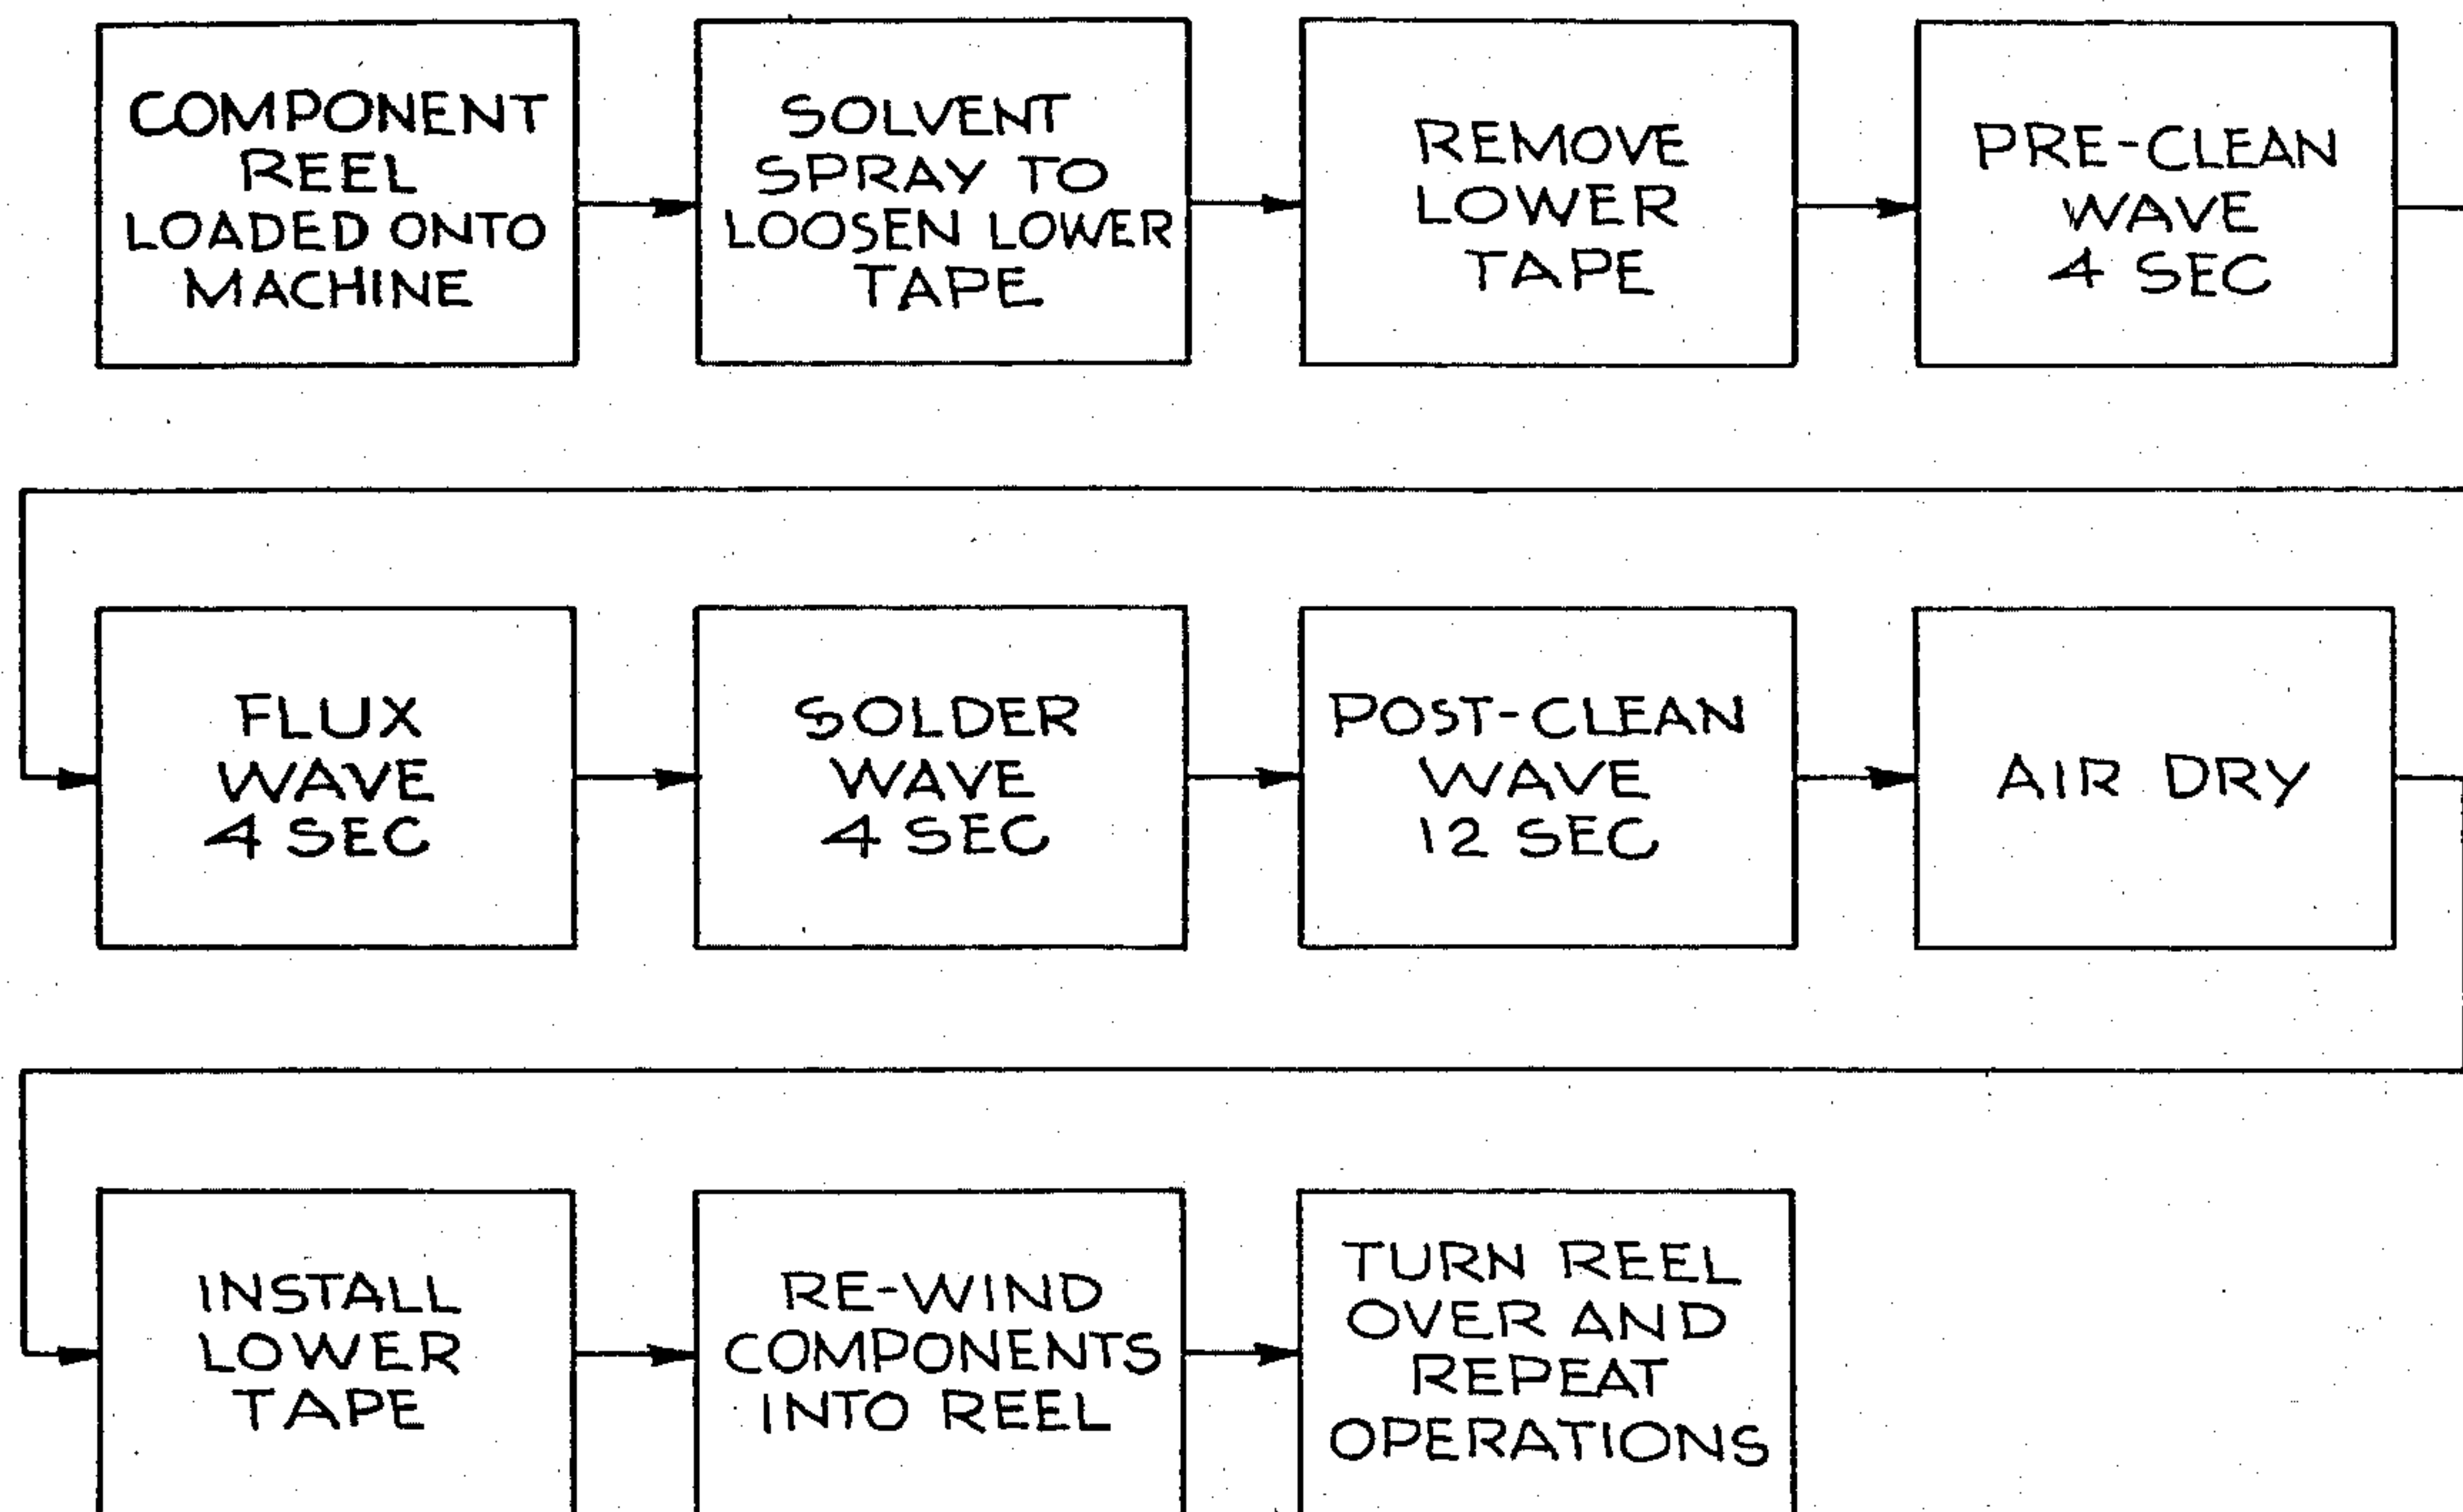 COMPONENT
REEL
LOADED ONTO
MACHINE
SOLVENT
SPRAY TO
LOOSEN LOWER
TAPE
REMOVE
LOWER
TAPE
PRE-CLEAN
WAVE
4 SEC
FLUX
WAVE
4 SEC
SOLDER
WAVE
4 SEC
POST-CLEAN
WAVE
12 SEC
AIR DRY
INSTALL
LOWER
TAPE
RE-WIND
COMPONENTS
INTO REEL
TURN REEL
OVER AND
REPEAT
OPERATIONS